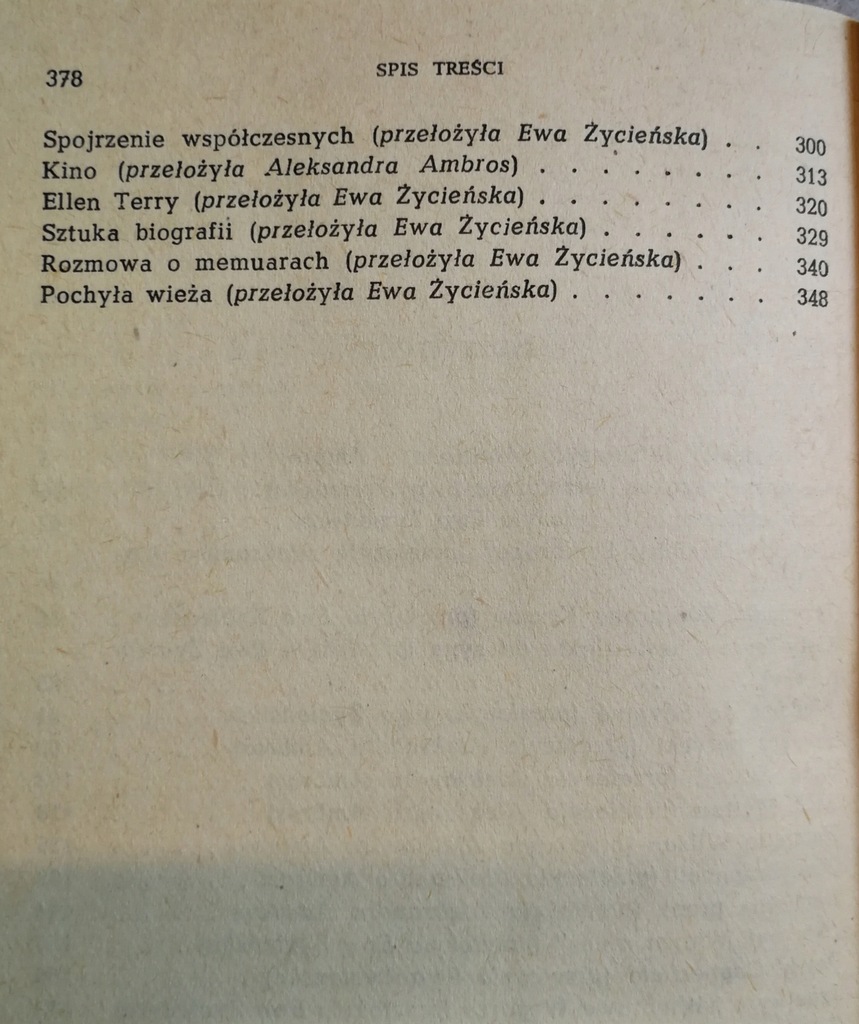 378
SPIS TREŚCI
Spojrzenie współczesnych (przełożyła Ewa Życieńska) . . 300
Kino (przełożyła Aleksandra Ambros) . . . . . . . . 313
Ellen Terry (przełożyła Ewa Życieńska) . . . . . . . . 320
Sztuka biografii (przełożyła Ewa Życieńska) . . . . . . 329
Rozmowa o memuarach (przełożyła Ewa Życieńska) . . . 340
Pochyła wieża (przełożyła Ewa Życieńska) . . . . . . . 348